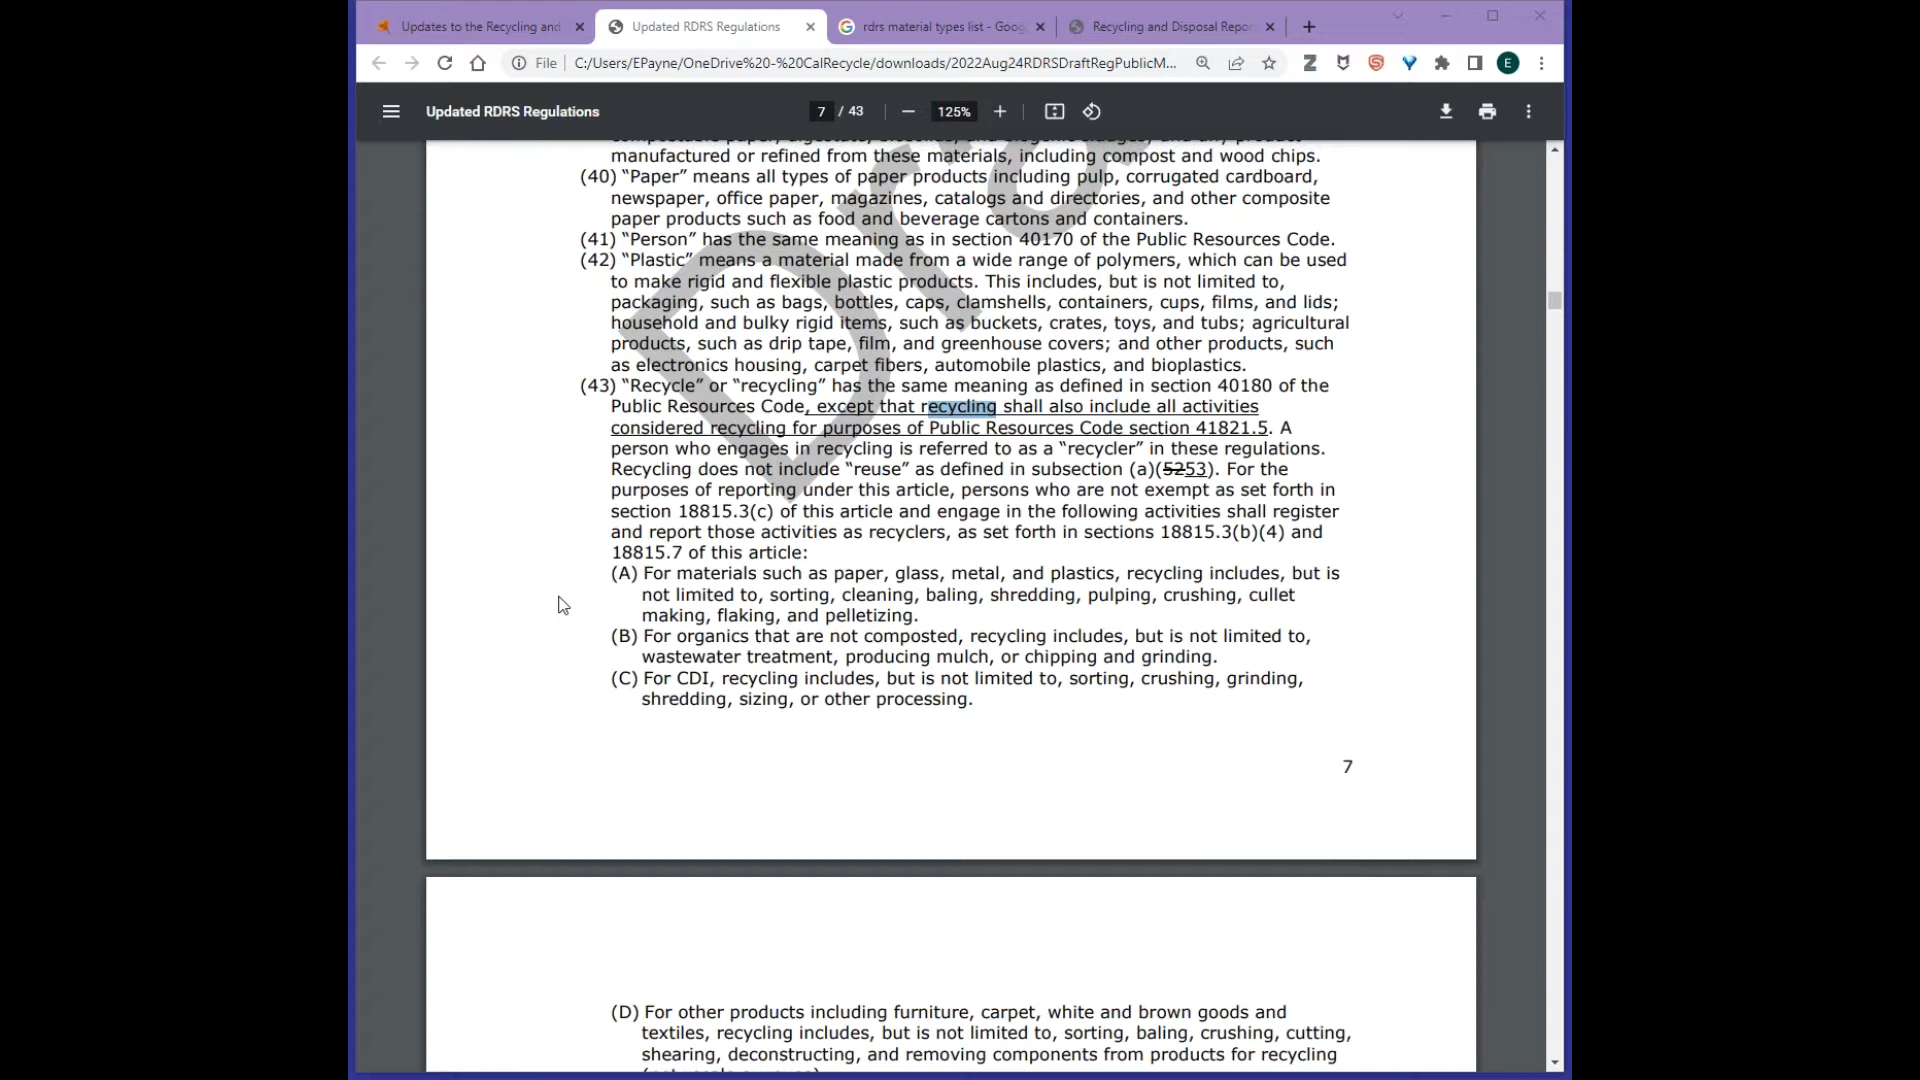 Updates to the Recycling and
Updated RDRS Regulations
rdrs material types list - Goog
Recycling and Disposal Repor
File
C:/Users/EPayne/OneDrive%20-%20CalRecycle/downloads/2022Aug24RDRSDraftRegPublicM...
E
Updated RDRS Regulations
7 / 43
125%
manufactured or refined from these materials, including compost and wood chips.
(40) “Paper” means all types of paper products including pulp, corrugated cardboard,
newspaper, office paper, magazines, catalogs and directories, and other composite
paper products such as food and beverage cartons and containers.
(41) “Person” has the same meaning as in section 40170 of the Public Resources Code.
(42) “Plastic” means a material made from a wide range of polymers, which can be used
to make rigid and flexible plastic products. This includes, but is not limited to,
packaging, such as bags, bottles, caps, clamshells, containers, cups, films, and lids;
household and bulky rigid items, such as buckets, crates, toys, and tubs; agricultural
products, such as drip tape, film, and greenhouse covers; and other products, such
as electronics housing, carpet fibers, automobile plastics, and bioplastics.
(43) “Recycle” or “recycling” has the same meaning as defined in section 40180 of the
Public Resources Code, except that recycling shall also include all activities
considered recycling for purposes of Public Resources Code section 41821.5. A
person who engages in recycling is referred to as a “recycler” in these regulations.
Recycling does not include “reuse” as defined in subsection (a)(5253). For the
purposes of reporting under this article, persons who are not exempt as set forth in
section 18815.3(c) of this article and engage in the following activities shall register
and report those activities as recyclers, as set forth in sections 18815.3(b)(4) and
18815.7 of this article:
(A) For materials such as paper, glass, metal, and plastics, recycling includes, but is
not limited to, sorting, cleaning, baling, shredding, pulping, crushing, cullet
making, flaking, and pelletizing.
(B) For organics that are not composted, recycling includes, but is not limited to,
wastewater treatment, producing mulch, or chipping and grinding.
(C) For CDI, recycling includes, but is not limited to, sorting, crushing, grinding,
shredding, sizing, or other processing.
7
(D) For other products including furniture, carpet, white and brown goods and
textiles, recycling includes, but is not limited to, sorting, baling, crushing, cutting,
shearing, deconstructing, and removing components from products for recycling